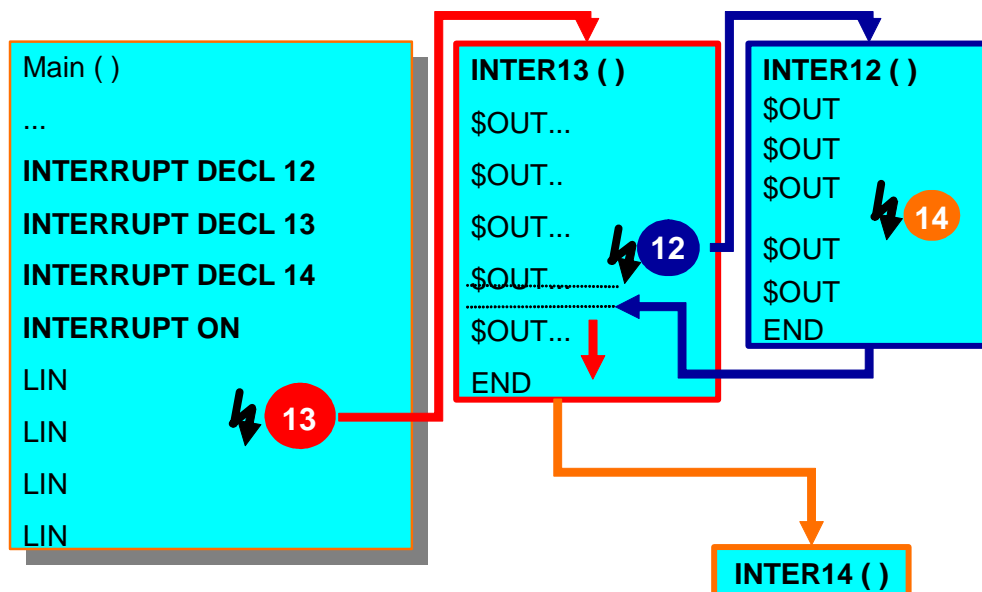 Main ( )
...
INTERRUPT DECL 12
INTERRUPT DECL 13
INTERRUPT DECL 14
INTERRUPT ON
LIN
13
LIN
LIN
LIN
INTER13 ( )
$OUT...
$OUT..
$OUT...
12
$OUT...
$OUT...
END
INTER12 ( )
$OUT
$OUT
$OUT
14
$OUT
$OUT
END
INTER14 ( )